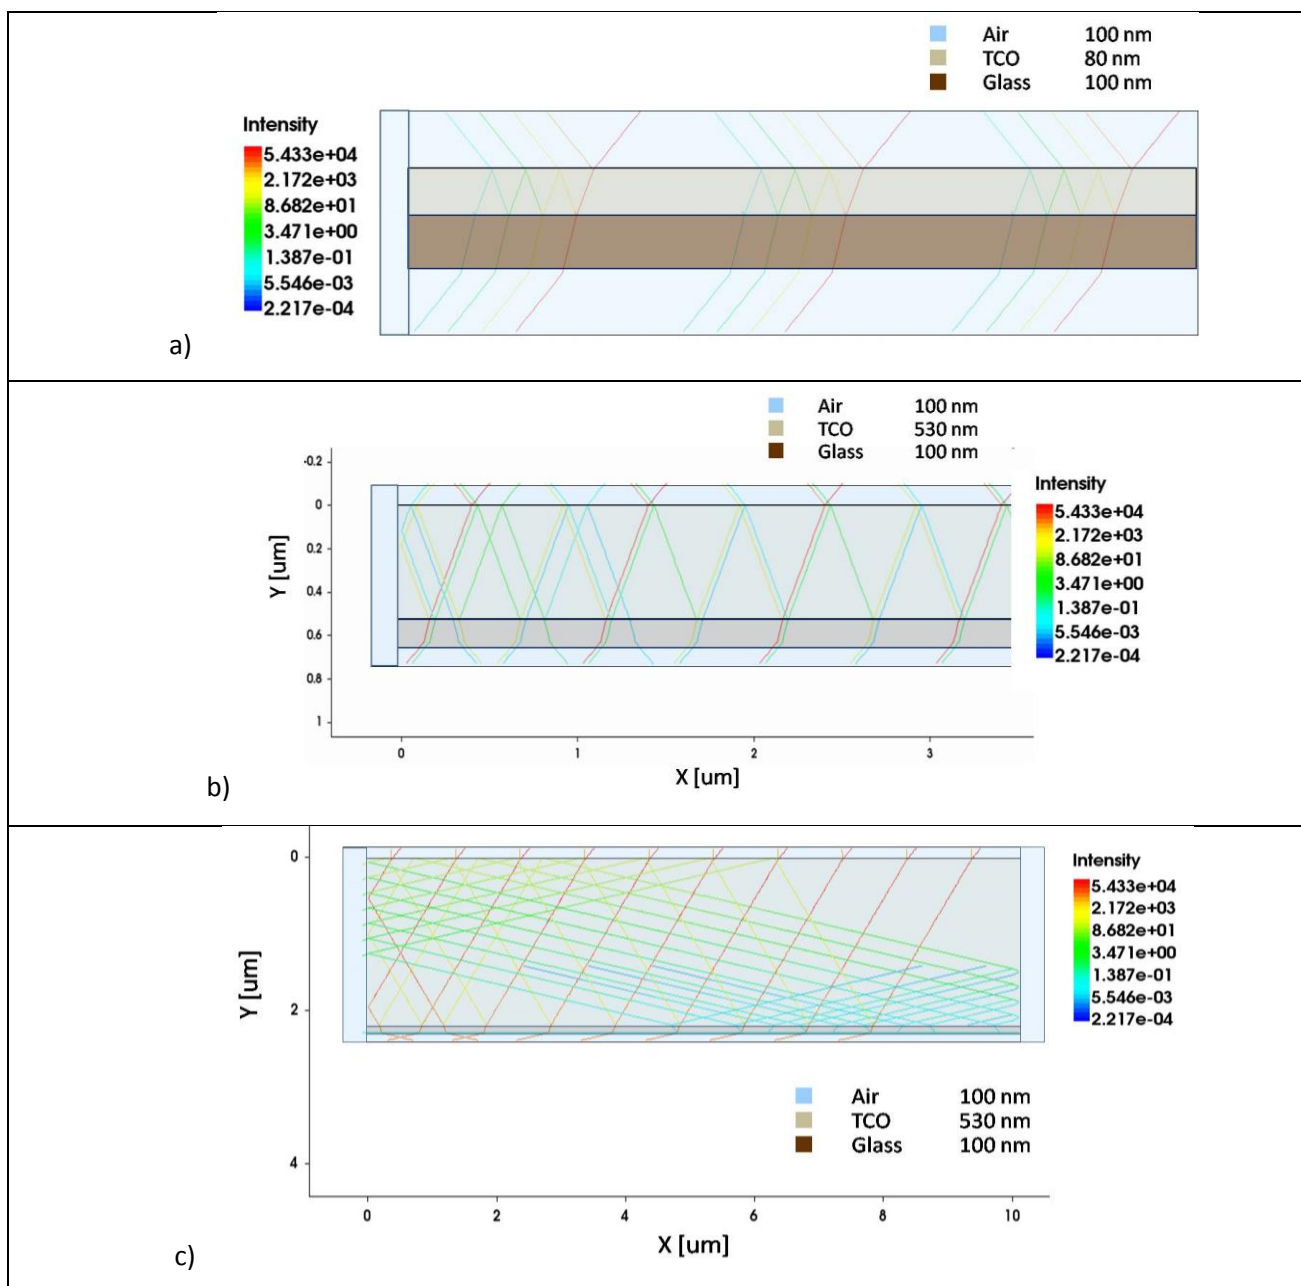 Air 100 nm
TCO 80 nm
Glass 100 nm
Intensity
5.433e+04
2.172e+03
8.682e+01
3.471e+00
1.387e-01
5.546e-03
2.217e-04
a)
Air 100 nm
TCO 530 nm
Glass 100 nm
-0.2
0
0.2
0.4
0.6
0.8
1
Y [um]
0 1 2 3
X [um]
Intensity
5.433e+04
2.172e+03
8.682e+01
3.471e+00
1.387e-01
5.546e-03
2.217e-04
b)
0
2
4
Y [um]
Intensity
5.433e+04
2.172e+03
8.682e+01
3.471e+00
1.387e-01
5.546e-03
2.217e-04
Air 100 nm
TCO 530 nm
Glass 100 nm
0 2 4 6 8 10
X [um]
c)